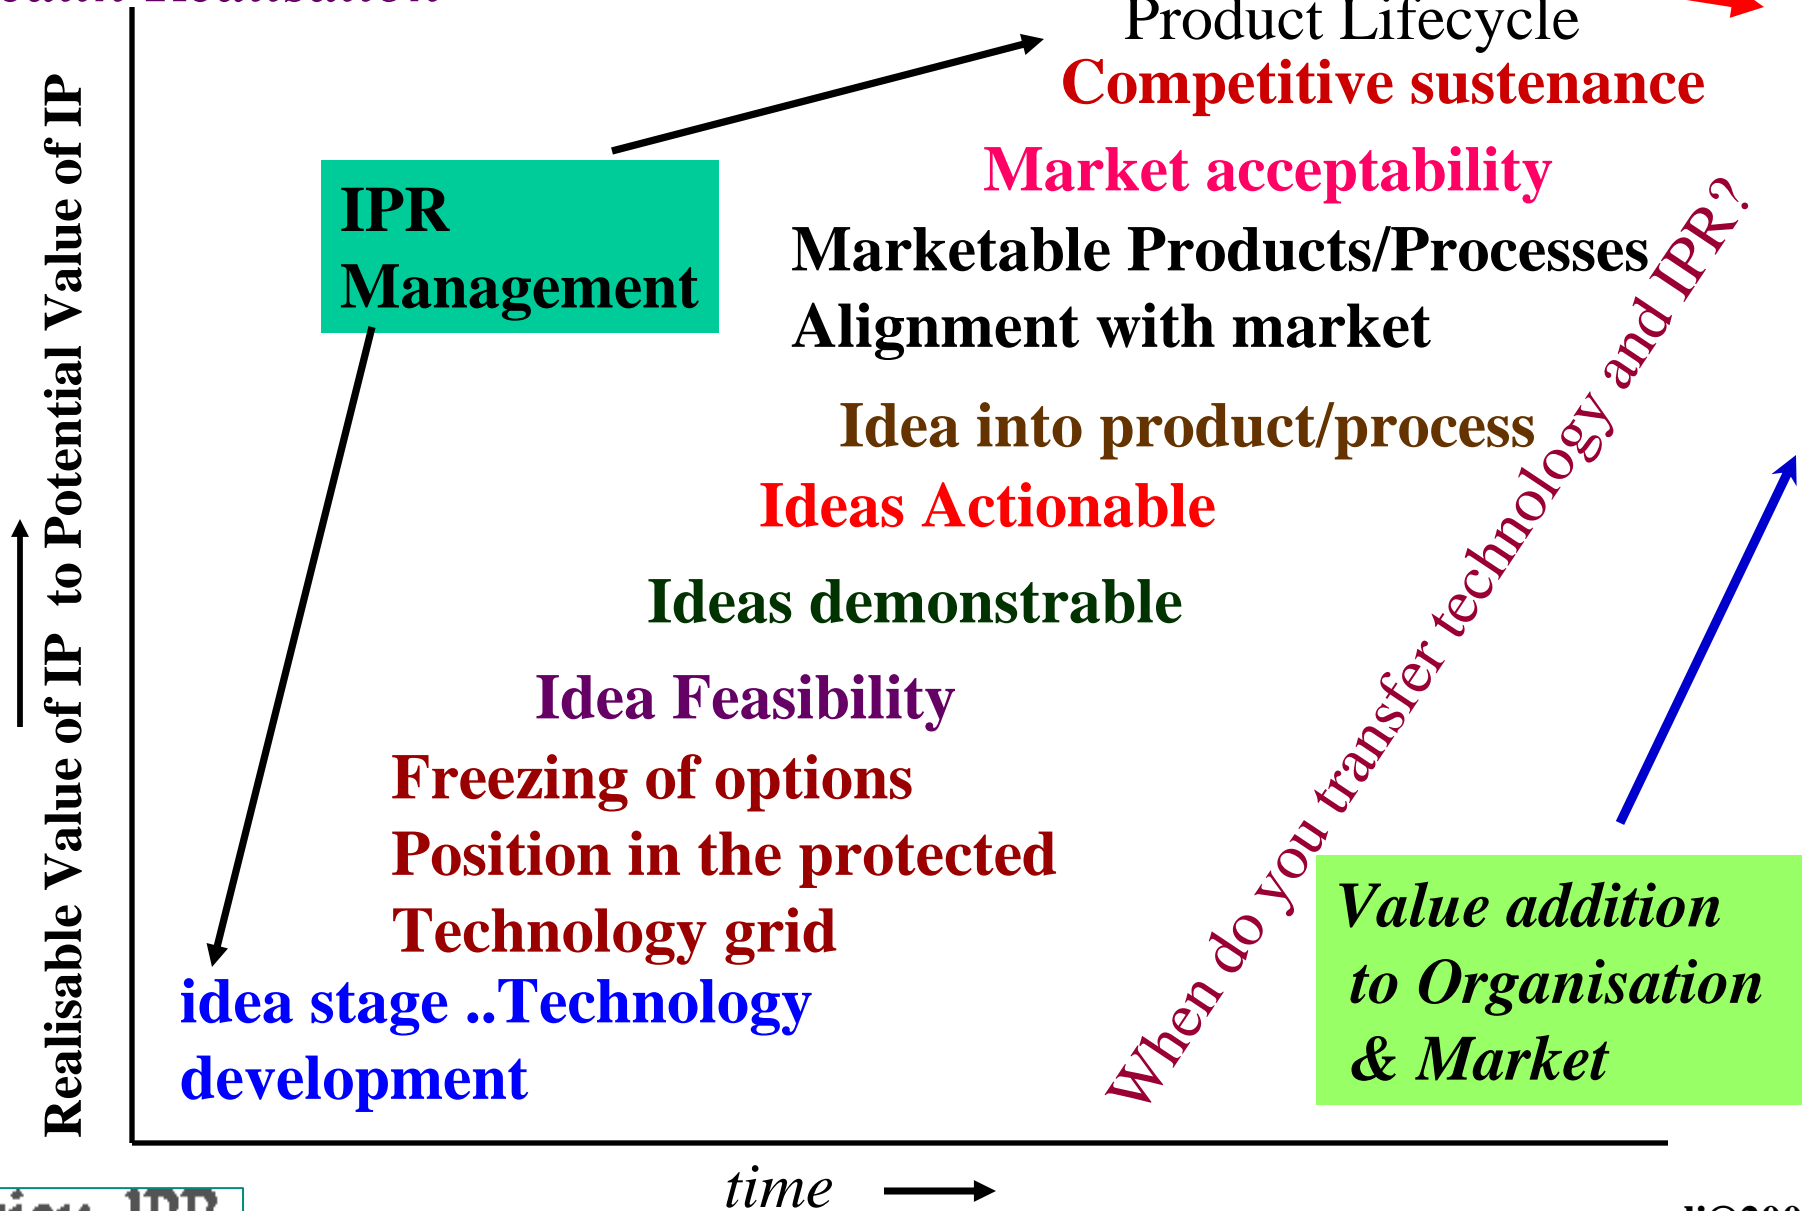 Product Lifecycle
Competitive sustenance
Market acceptability
IPR
Management
Marketable Products/Processes
Alignment with market
Idea into product/process
Ideas Actionable
Ideas demonstrable
Idea Feasibility
Freezing of options
Position in the protected
Technology grid
idea stage ..Technology
development
Realisable Value of IP to Potential Value of IP
When do you transfer technology and IPR?
Value addition
to Organisation
& Market
time
IPR